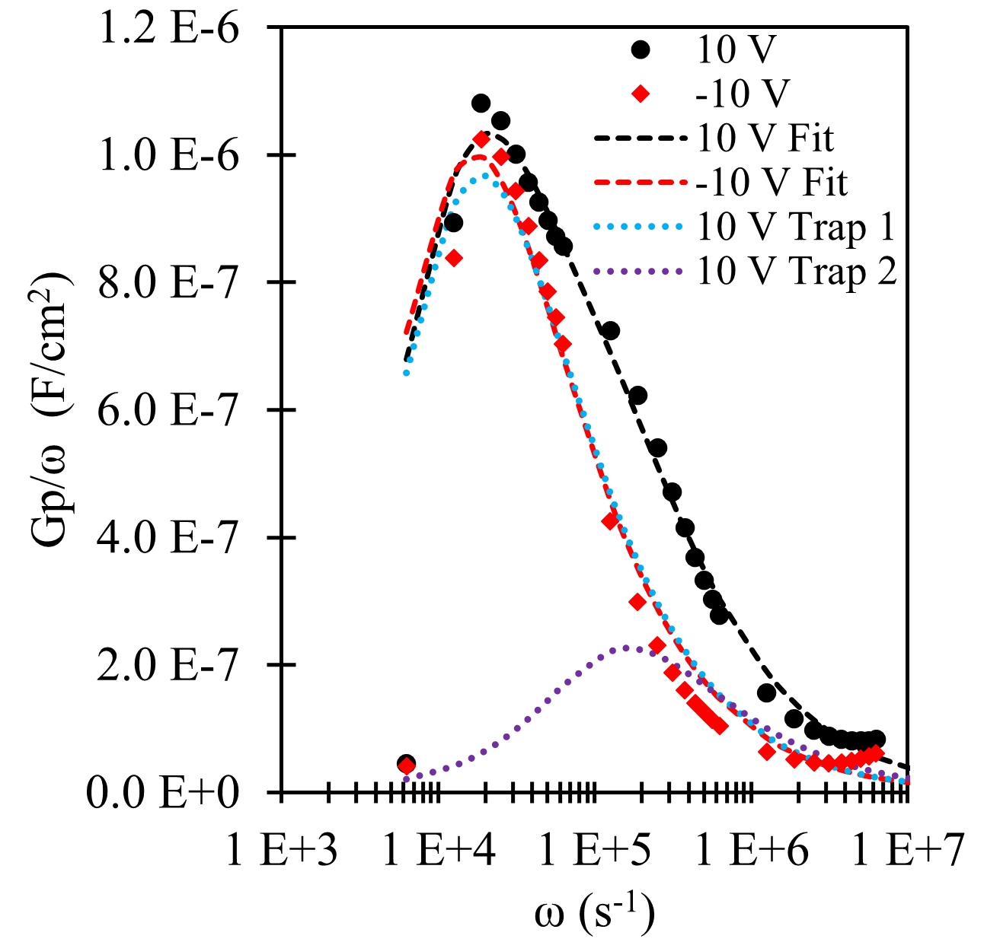 1.2 E-6
1.0 E-6
8.0 E-7
6.0 E-7
4.0 E-7
2.0 E-7
0.0 E+0
Gp/ω (F/cm²)
10 V
-10 V
10 V Fit
-10 V Fit
10 V Trap 1
10 V Trap 2
1 E+3 1 E+4 1 E+5 1 E+6 1 E+7
ω (s⁻¹)